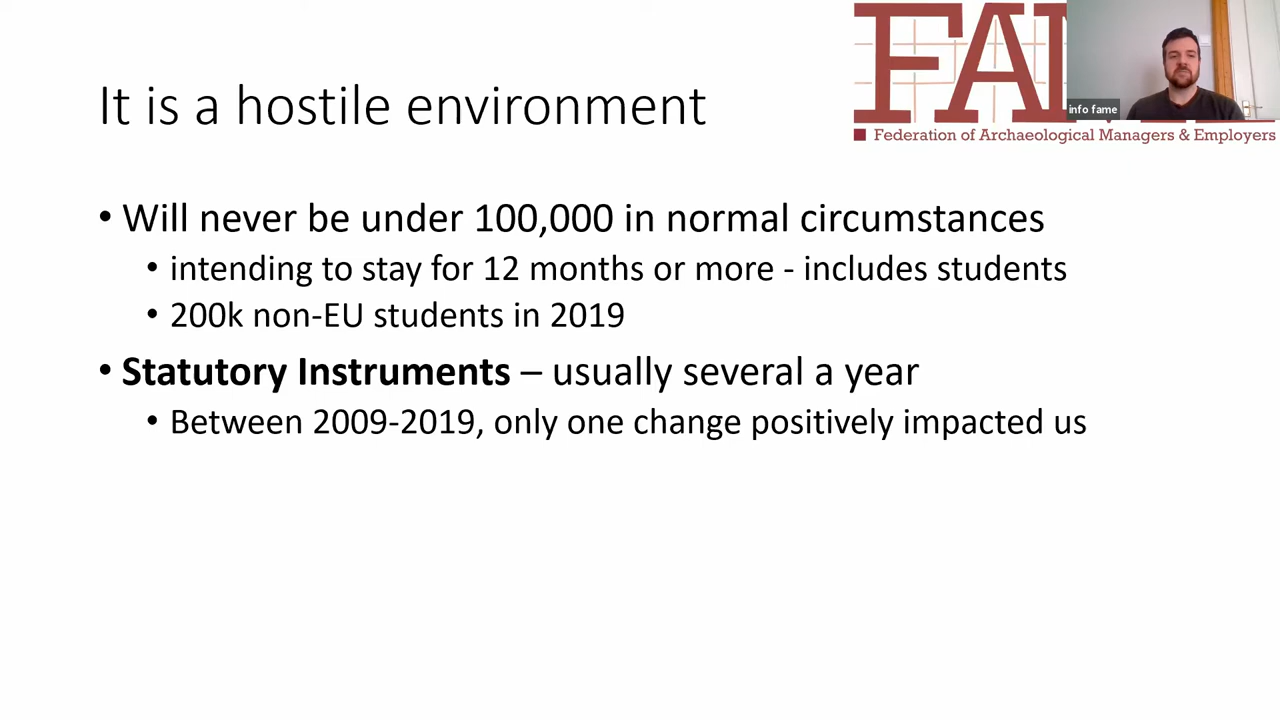 FA
info fame
Federation of Archaeological Managers & Employers
It is a hostile environment
• Will never be under 100,000 in normal circumstances
• intending to stay for 12 months or more - includes students
• 200k non-EU students in 2019
• Statutory Instruments – usually several a year
• Between 2009-2019, only one change positively impacted us